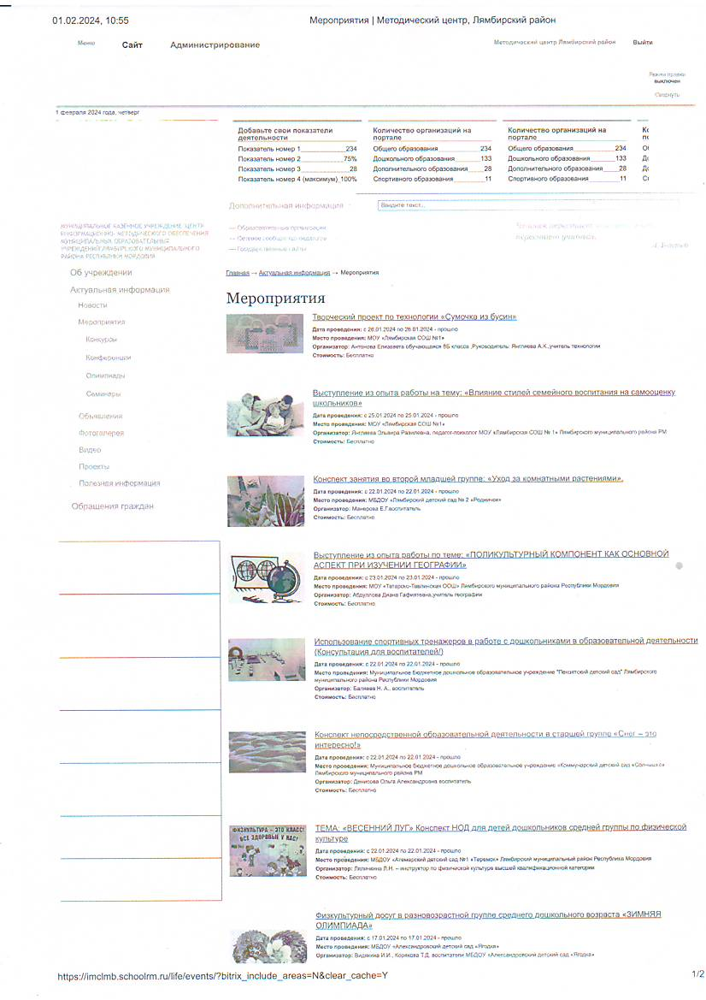 01.02.2024, 10:55
Мероприятия | Методический центр, Лямбирский район
Меню
Сайт
Администрирование
Методический центр Лямбирский район
Выйти
Режим правки
выключен
Свернуть
1 февраля 2024 года, четверг
Добавьте свои показатели
деятельности
Показатель номер 1 234
Показатель номер 2 75%
Показатель номер 3 28
Показатель номер 4 (максимум) 100%
Количество организаций на
портале
Общего образования 234
Дошкольного образования 133
Дополнительного образования 28
Спортивного образования 11
Количество организаций на
портале
Общего образования 234
Дошкольного образования 133
Дополнительного образования 28
Спортивного образования 11
Дополнительная информация
Введите текст...
МУНИЦИПАЛЬНОЕ КАЗЕННОЕ УЧРЕЖДЕНИЕ "ЦЕНТР
ИНФОРМАЦИОННО-МЕТОДИЧЕСКОГО ОБЕСПЕЧЕНИЯ
МУНИЦИПАЛЬНЫХ ОБРАЗОВАТЕЛЬНЫХ
УЧРЕЖДЕНИЙ" ЛЯМБИРСКОГО МУНИЦИПАЛЬНОГО
РАЙОНА РЕСПУБЛИКИ МОРДОВИЯ
— Образовательные организации
— Сетевое сообщество педагогов
— Государственные сайты
Человек перестает
перестает учиться.
Об учреждении
Актуальная информация
Новости
Мероприятия
Конкурсы
Конференции
Олимпиады
Семинары
Объявления
Фотогалерея
Видео
Проекты
Полезная информация
Обращения граждан
Главная → Актуальная информация → Мероприятия
Мероприятия
Творческий проект по технологии «Сумочка из бусин»
Дата проведения: с 26.01.2024 по 26.01.2024 - прошло
Место проведения: МОУ «Лямбирская СОШ №1»
Организатор: Антонова Елизавета обучающаяся 8Б класса ,Руководитель: Янгляева А.К.,учитель технологии
Стоимость: Бесплатно
Выступление из опыта работы на тему: «Влияние стилей семейного воспитания на самооценку
школьников»
Дата проведения: с 25.01.2024 по 25.01.2024 - прошло
Место проведения: МОУ «Лямбирская СОШ №1»
Организатор: Янгляева Эльвира Равилевна, педагог-психолог МОУ «Лямбирская СОШ № 1» Лямбирского муниципального района РМ
Стоимость: Бесплатно
Конспект занятия во второй младшей группе: «Уход за комнатными растениями».
Дата проведения: с 22.01.2024 по 22.01.2024 - прошло
Место проведения: МБДОУ «Лямбирский детский сад № 2 «Родничок»
Организатор: Манерова Е.Г.воспитатель
Стоимость: Бесплатно
Выступление из опыта работы по теме: «ПОЛИКУЛЬТУРНЫЙ КОМПОНЕНТ КАК ОСНОВНОЙ
АСПЕКТ ПРИ ИЗУЧЕНИИ ГЕОГРАФИИ»
Дата проведения: с 23.01.2024 по 23.01.2024 - прошло
Место проведения: МОУ «Татарско-Тавлинская ООШ» Лямбирского муниципального района Республики Мордовия
Организатор: Абдуллова Диана Гафиятевна,учитель географии
Стоимость: Бесплатно
Использование спортивных тренажеров в работе с дошкольниками в образовательной деятельности
(Консультация для воспитателей/)
Дата проведения: с 22.01.2024 по 22.01.2024 - прошло
Место проведения: Муниципальное бюджетное дошкольное образовательное учреждение "Пензятский детский сад" Лямбирского
муниципального района Республики Мордовия
Организатор: Баляева Н. А., воспитатель
Стоимость: Бесплатно
Конспект непосредственной образовательной деятельности в старшей группе «Снег – это
интересно!»
Дата проведения: с 22.01.2024 по 22.01.2024 - прошло
Место проведения: Муниципальное бюджетное дошкольное образовательное учреждение «Коммунарский детский сад «Солнышко»
Лямбирского муниципального района РМ
Организатор: Денисова Ольга Александровна воспитатель
Стоимость: Бесплатно
ФИЗКУЛЬТУРА - ЭТО КЛАСС!
ВСЕ ЗДОРОВЫЕ У НАС!
ТЕМА: «ВЕСЕННИЙ ЛУГ» Конспект НОД для детей дошкольников средней группы по физической
культуре
Дата проведения: с 22.01.2024 по 22.01.2024 - прошло
Место проведения: МБДОУ «Атемарский детский сад №1 «Теремок» Лямбирский муниципальный район Республика Мордовия
Организатор: Ляличкина Л.Н. – инструктор по физической культуре высшей квалификационной категории
Стоимость: Бесплатно
Физкультурный досуг в разновозрастной группе среднего дошкольного возраста «ЗИМНЯЯ
ОЛИМПИАДА»
Дата проведения: с 17.01.2024 по 17.01.2024 - прошло
Место проведения: МБДОУ «Александровский детский сад «Ягодка»
Организатор: Видякина И.И., Корякова Т.Д. воспитатели МБДОУ «Александровский детский сад «Ягодка»
https://imclmb.schoolrm.ru/life/events/?bitrix_include_areas=N&clear_cache=Y
1/2